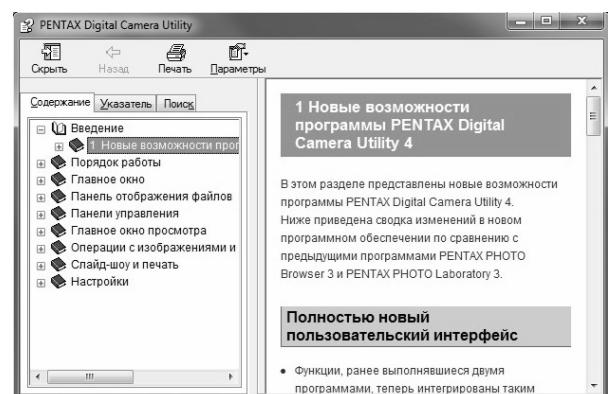 PENTAX Digital Camera Utility
Скрыть Назад Печать Параметры
Содержание Указатель Поиск
Введение
1 Новые возможности прог
Порядок работы
Главное окно
Панель отображения файлов
Панели управления
Главное окно просмотра
Операции с изображениями и
Слайд-шоу и печать
Настройки
1 Новые возможности
программы PENTAX Digital
Camera Utility 4
В этом разделе представлены новые возможности
программы PENTAX Digital Camera Utility 4.
Ниже приведена сводка изменений в новом
программном обеспечении по сравнению с
предыдущими программами PENTAX PHOTO
Browser 3 и PENTAX PHOTO Laboratory 3.
Полностью новый
пользовательский интерфейс
• Функции, ранее выполнявшиеся двумя
программами, теперь интегрированы таким